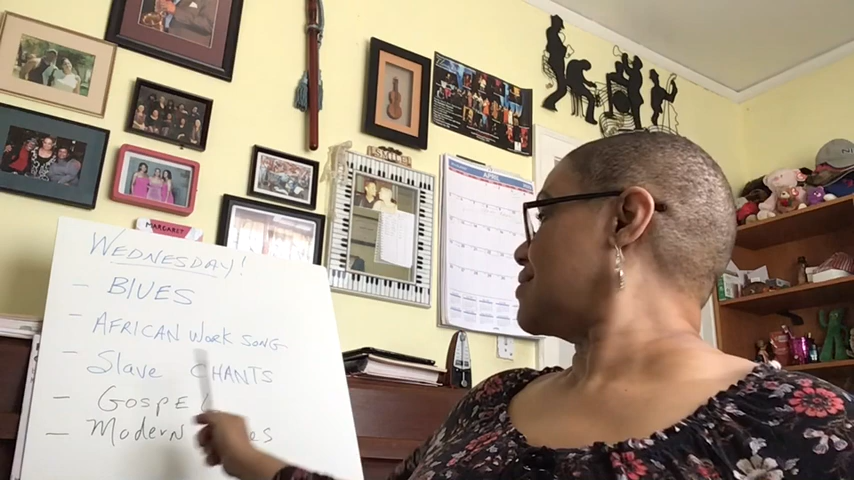 MARGARET
WEDNESDAY!
- BLUES
- AFRICAN WORK SONG
- Slave CHANTS
- GOSPEL
- Modern
APRIL